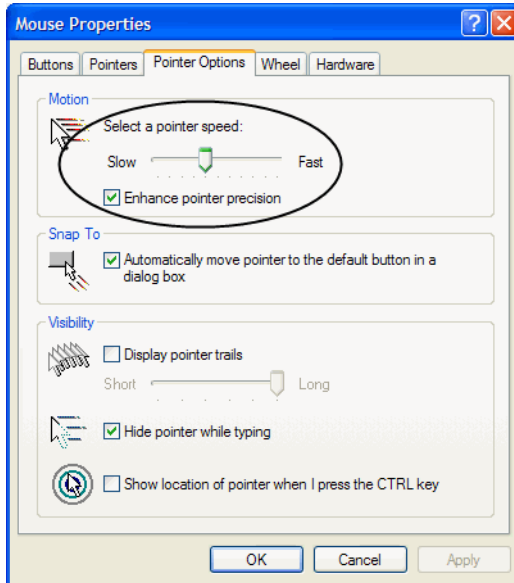 Mouse Properties
Buttons Pointers Pointer Options Wheel Hardware
Motion
Select a pointer speed:
Slow Fast
Enhance pointer precision
Snap To
Automatically move pointer to the default button in a
dialog box
Visibility
Display pointer trails
Short Long
Hide pointer while typing
Show location of pointer when I press the CTRL key
OK Cancel Apply